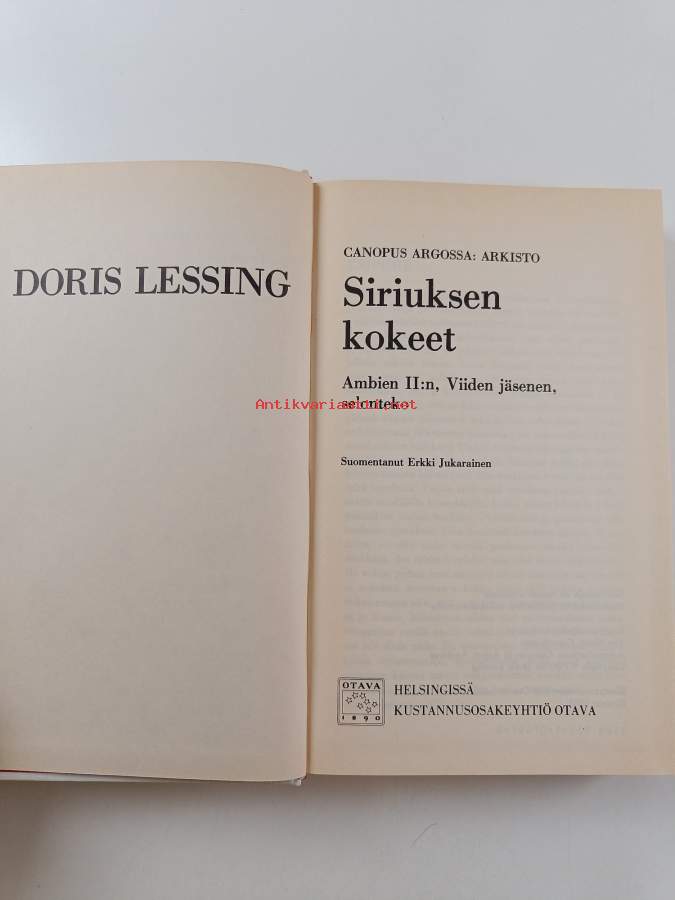 DORIS LESSING
CANOPUS ARGOSSA: ARKISTO
Siriuksen
kokeet
Ambien II:n, Viiden jäsenen,
selonteko
Antikvariaatti.net
Suomentanut Erkki Jukarainen
OTAVA
1890
HELSINGISSÄ
KUSTANNUSOSAKEYHTIÖ OTAVA